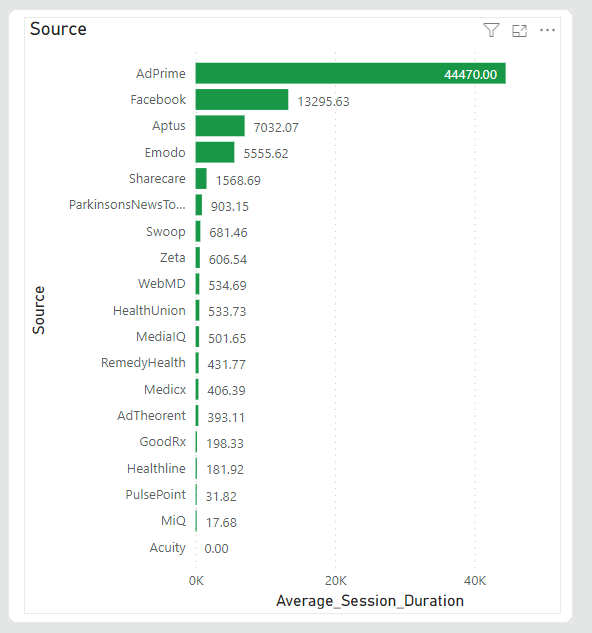 Source
AdPrime 44470.00
Facebook 13295.63
Aptus 7032.07
Emodo 5555.62
Sharecare 1568.69
ParkinsonsNewsTo... 903.15
Swoop 681.46
Zeta 606.54
WebMD 534.69
HealthUnion 533.73
MediaIQ 501.65
RemedyHealth 431.77
Medicx 406.39
AdTheorent 393.11
GoodRx 198.33
Healthline 181.92
PulsePoint 31.82
MiQ 17.68
Acuity 0.00
Source
0K 20K 40K
Average_Session_Duration